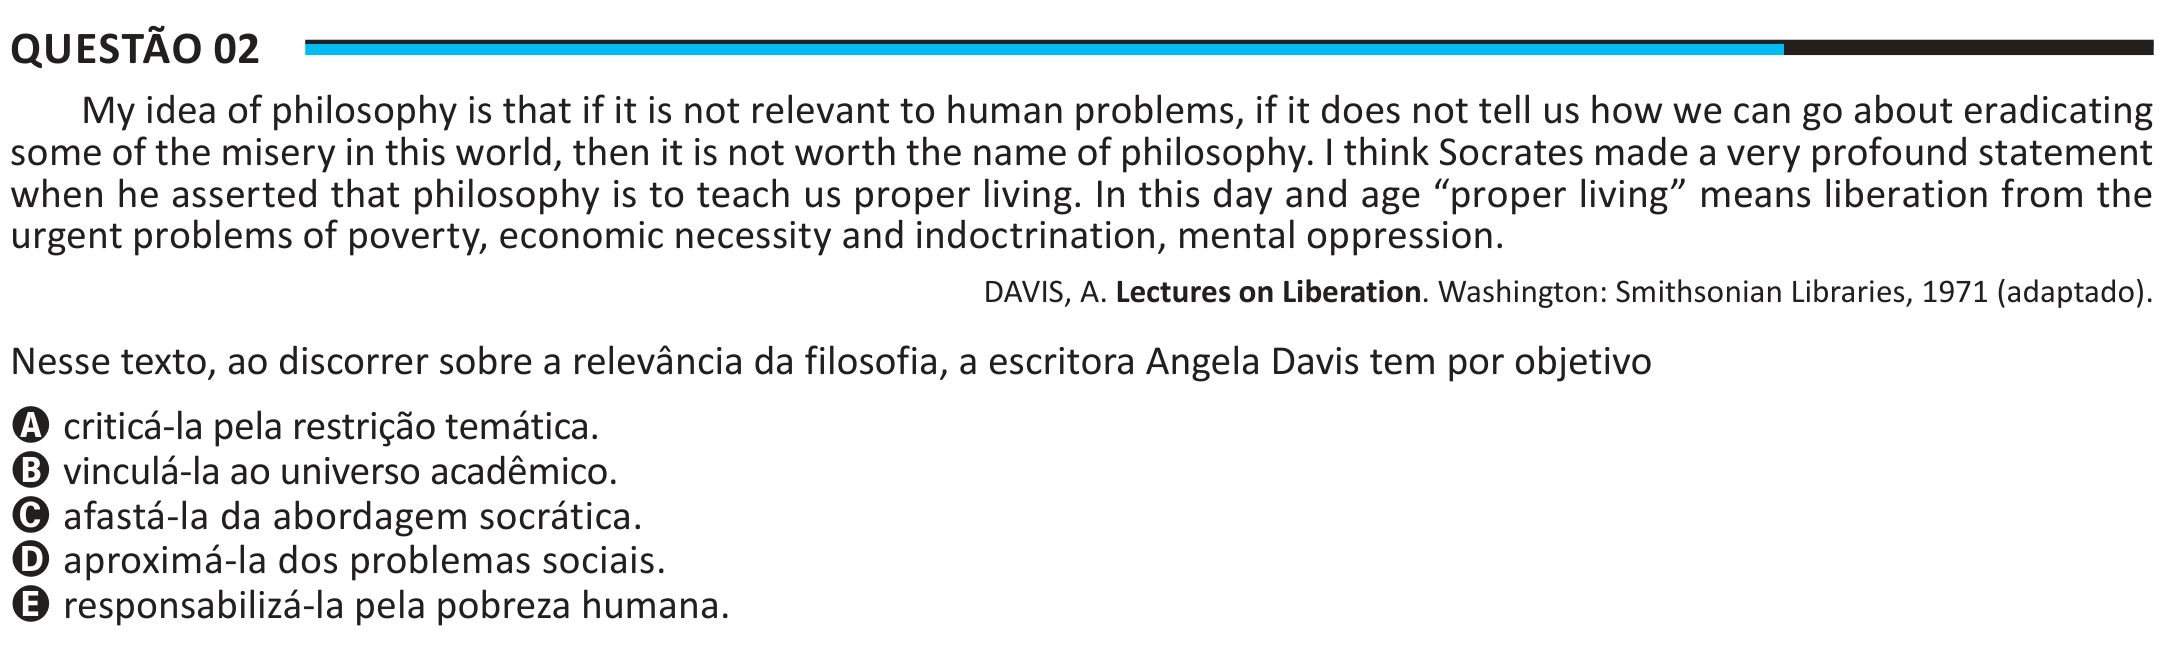 QUESTÃO 02
My idea of philosophy is that if it is not relevant to human problems, if it does not tell us how we can go about eradicating
some of the misery in this world, then it is not worth the name of philosophy. I think Socrates made a very profound statement
when he asserted that philosophy is to teach us proper living. In this day and age “proper living” means liberation from the
urgent problems of poverty, economic necessity and indoctrination, mental oppression.
DAVIS, A. Lectures on Liberation. Washington: Smithsonian Libraries, 1971 (adaptado).
Nesse texto, ao discorrer sobre a relevância da filosofia, a escritora Angela Davis tem por objetivo
A criticá-la pela restrição temática.
B vinculá-la ao universo acadêmico.
C afastá-la da abordagem socrática.
D aproximá-la dos problemas sociais.
E responsabilizá-la pela pobreza humana.